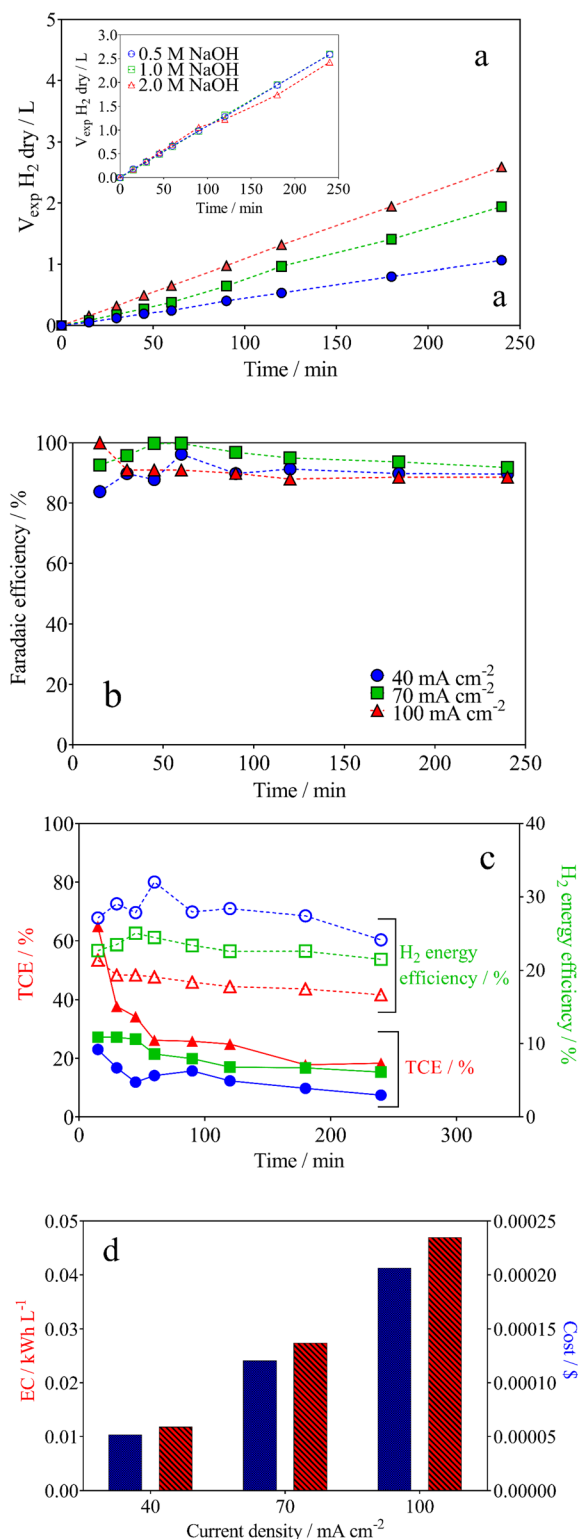 5
4
3
2
1
0
V_exp H₂ dry / L
a
3.0
2.5
2.0
1.5
1.0
0.5
0.0
V_exp H₂ dry / L
0.5 M NaOH
1.0 M NaOH
2.0 M NaOH
0 50 100 150 200 250
Time / min
a
0 50 100 150 200 250
Time / min
100
80
60
40
20
0
Faradaic efficiency / %
b
40 mA cm⁻²
70 mA cm⁻²
100 mA cm⁻²
0 50 100 150 200 250
Time / min
100
80
60
40
20
0
TCE / %
c
H₂ energy
efficiency / %
TCE / %
40
30
20
10
0
H₂ energy efficiency / %
0 100 200 300
Time / min
0.05
0.04
0.03
0.02
0.01
0.00
EC / kWh L⁻¹
d
0.00025
0.00020
0.00015
0.00010
0.00005
0.00000
Cost / $
40 70 100
Current density / mA cm⁻²